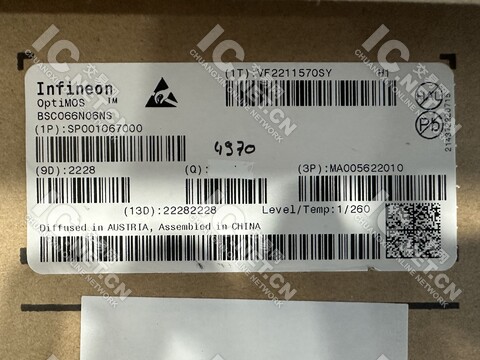 (1T):VF2211570SY H1
Infineon
OptiMOS TM
BSC066N06NS
(1P):SP001067000
4970
(9D):2228
(Q):
(3P):MA005622010
(13D):22282228
Level/Temp:1/260
Diffused in AUSTRIA, Assembled in CHINA